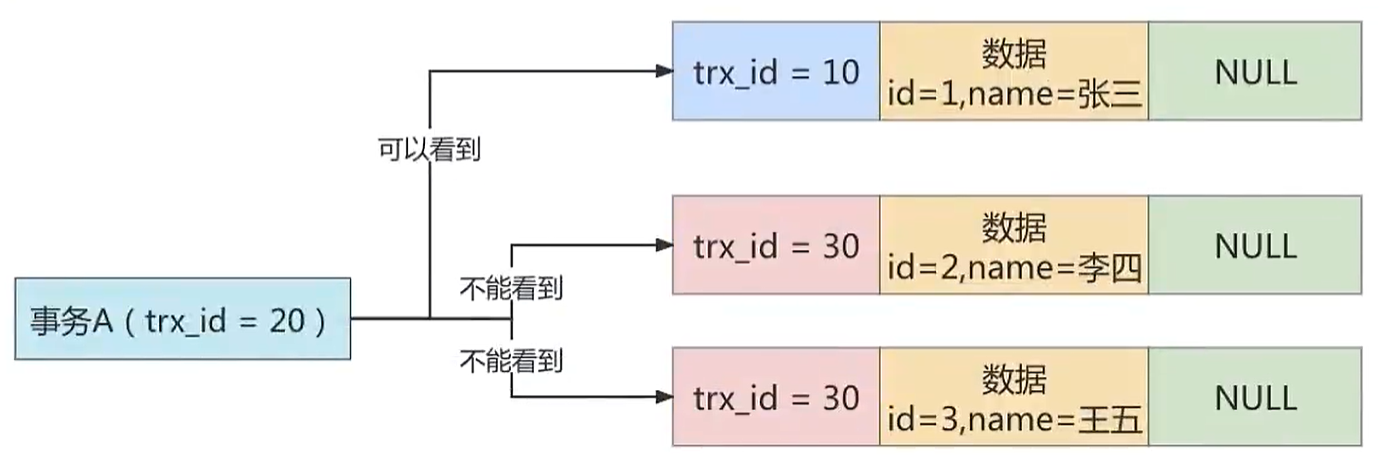 trx_id = 10
数据
id=1,name=张三
NULL
可以看到
trx_id = 30
数据
id=2,name=李四
NULL
不能看到
事务A ( trx_id = 20 )
不能看到
trx_id = 30
数据
id=3,name=王五
NULL